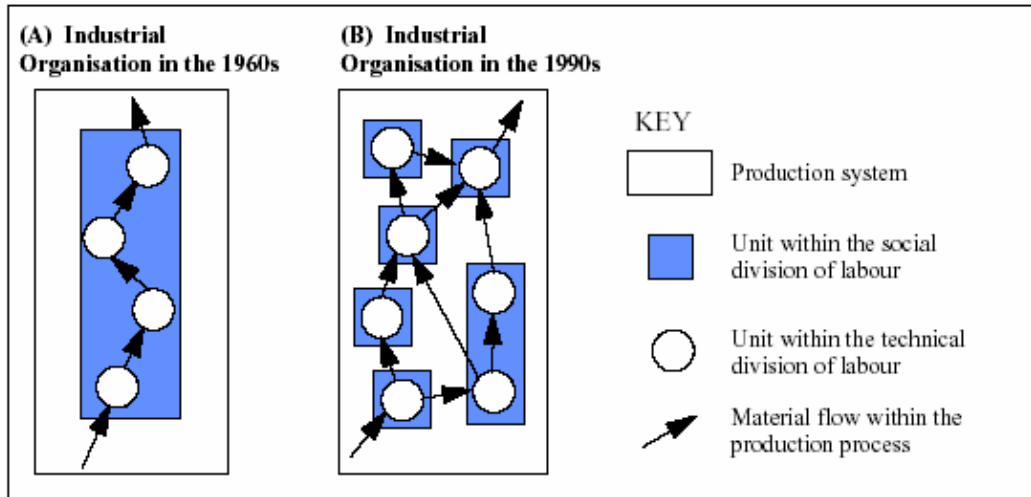 (A) Industrial
Organisation in the 1960s
(B) Industrial
Organisation in the 1990s
KEY
Production system
Unit within the social
division of labour
Unit within the technical
division of labour
Material flow within the
production process